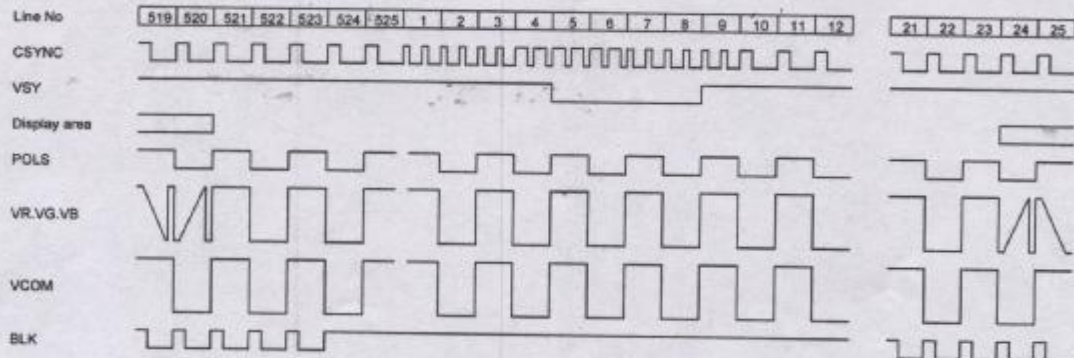 Line No 519 520 521 522 523 524 525 1 2 3 4 5 6 7 8 9 10 11 12 21 22 23 24 25
CSYNC
VSY
Display area
POLS
VR.VG.VB
VCOM
BLK